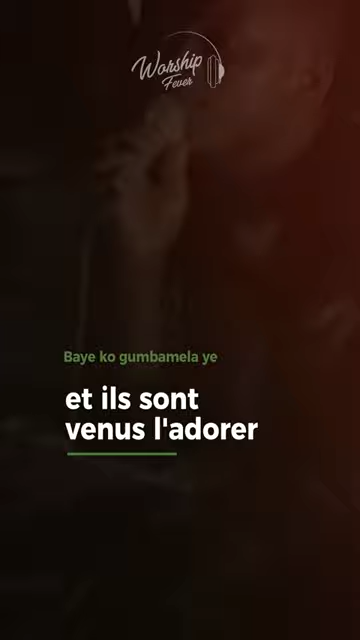 Worship
Fever
Baye ko gumbamela ye
et ils sont
venus l'adorer